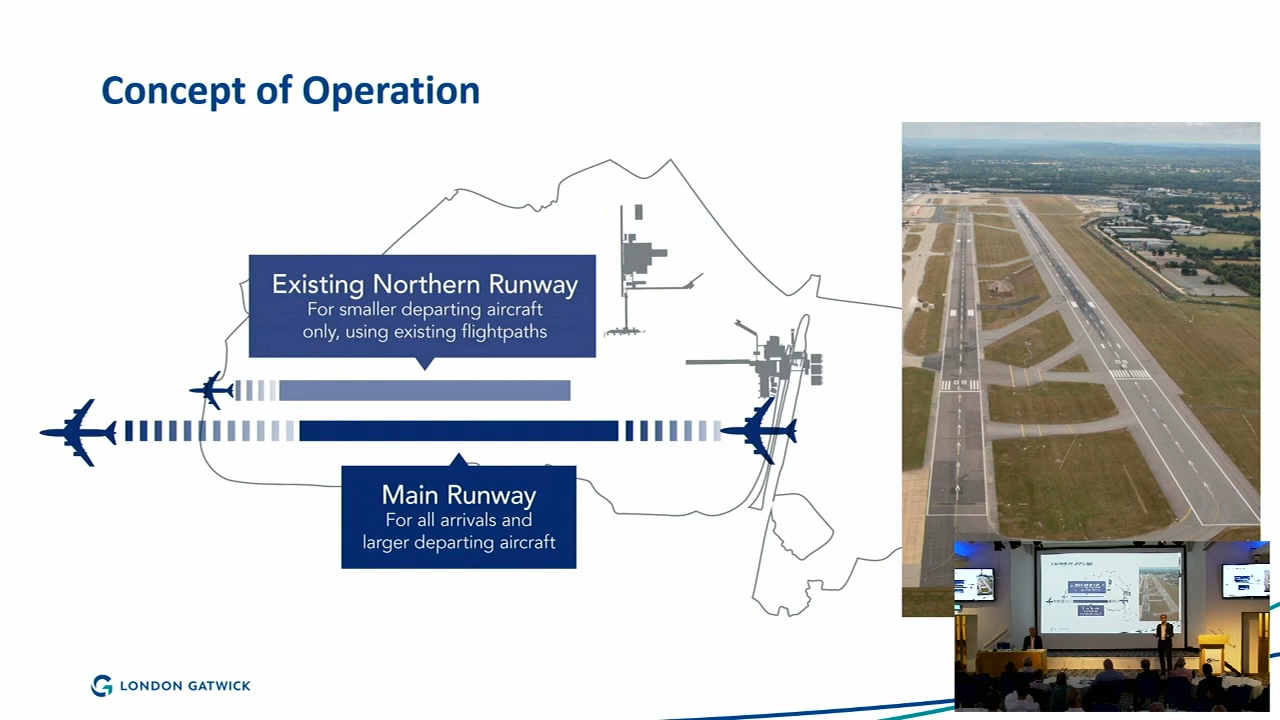 Concept of Operation
Existing Northern Runway
For smaller departing aircraft
only, using existing flightpaths
Main Runway
For all arrivals and
larger departing aircraft
LONDON GATWICK